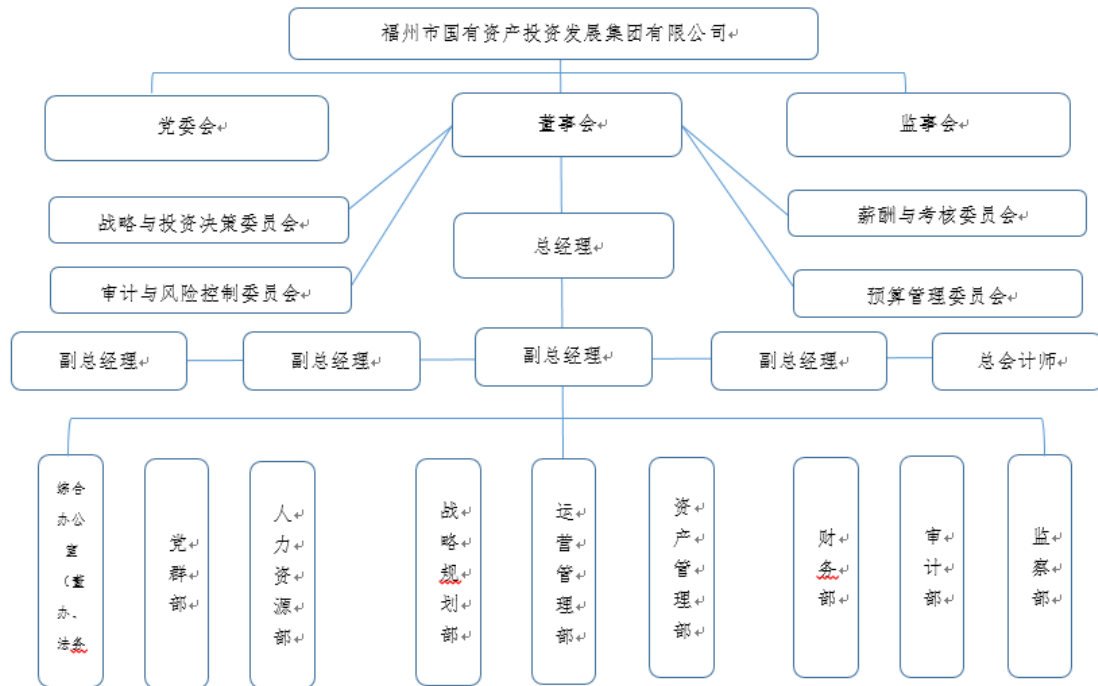 福州市国有资产投资发展集团有限公司
党委会
董事会
监事会
战略与投资决策委员会
薪酬与考核委员会
总经理
审计与风险控制委员会
预算管理委员会
副总经理
副总经理
副总经理
副总经理
总会计师
综合
办公
室
（董
办、
法务
党群部
人力资源部
战略规划部
运营管理部
资产管理部
财务部
审计部
监察部